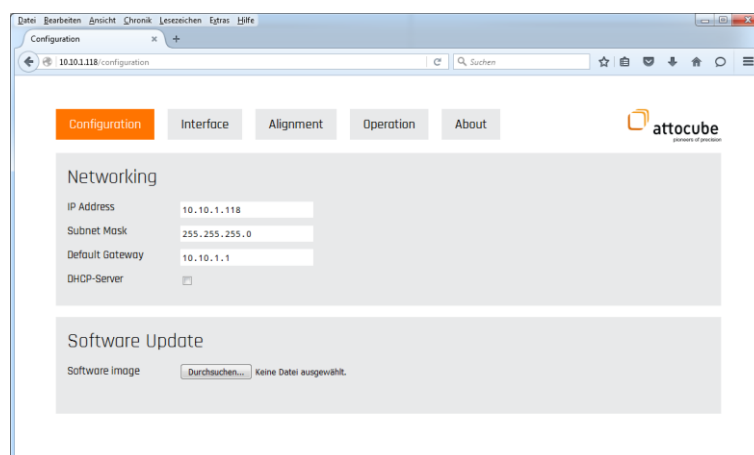 Datei Bearbeiten Ansicht Chronik Lesezeichen Extras Hilfe
Configuration × +
10.10.1.118/configuration Suchen
Configuration Interface Alignment Operation About
attocube
pioneers of precision
Networking
IP Address 10.10.1.118
Subnet Mask 255.255.255.0
Default Gateway 10.10.1.1
DHCP-Server
Software Update
Software image Durchsuchen... Keine Datei ausgewählt.